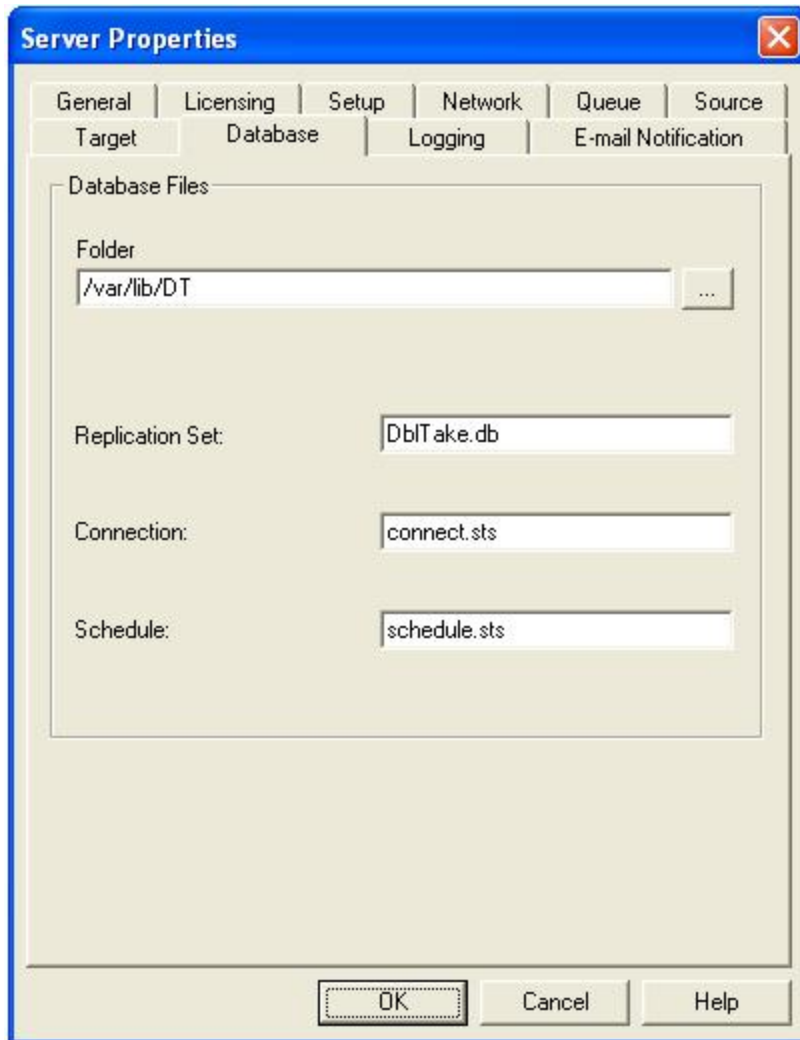 Server Properties
General Licensing Setup Network Queue Source
Target Database Logging E-mail Notification
Database Files
Folder
/var/lib/DT
...
Replication Set: DblTake.db
Connection: connect.sts
Schedule: schedule.sts
OK Cancel Help